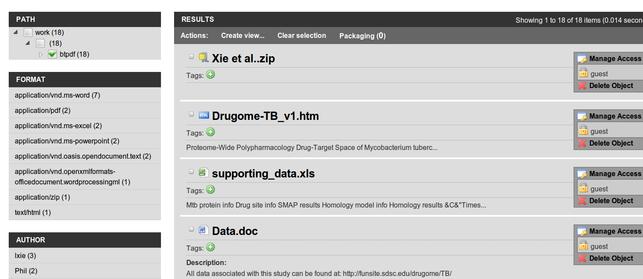 PATH
work (18)
(18)
btpdf (18)
FORMAT
application/vnd.ms-word (7)
application/pdf (2)
application/vnd.ms-excel (2)
application/vnd.ms-powerpoint (2)
application/vnd.oasis.opendocument.text (2)
application/vnd.openxmlformats-
officedocument.wordprocessingml (1)
application/zip (1)
text/html (1)
AUTHOR
lxie (3)
Phil (2)
RESULTS
Showing 1 to 18 of 18 items (0.014 secon
Actions: Create view... Clear selection Packaging (0)
Xie et al..zip
Tags:
Manage Access
guest
Delete Object
Drugome-TB_v1.htm
Tags:
Proteome-Wide Polypharmacology Drug-Target Space of Mycobacterium tuberc...
Manage Access
guest
Delete Object
supporting_data.xls
Tags:
Mtb protein info Drug site info SMAP results Homology model info Homology results &C&"Times...
Manage Access
guest
Delete Object
Data.doc
Tags:
Description:
All data associated with this study can be found at: http://funsite.sdsc.edu/drugome/TB/
Manage Access
guest
Delete Object